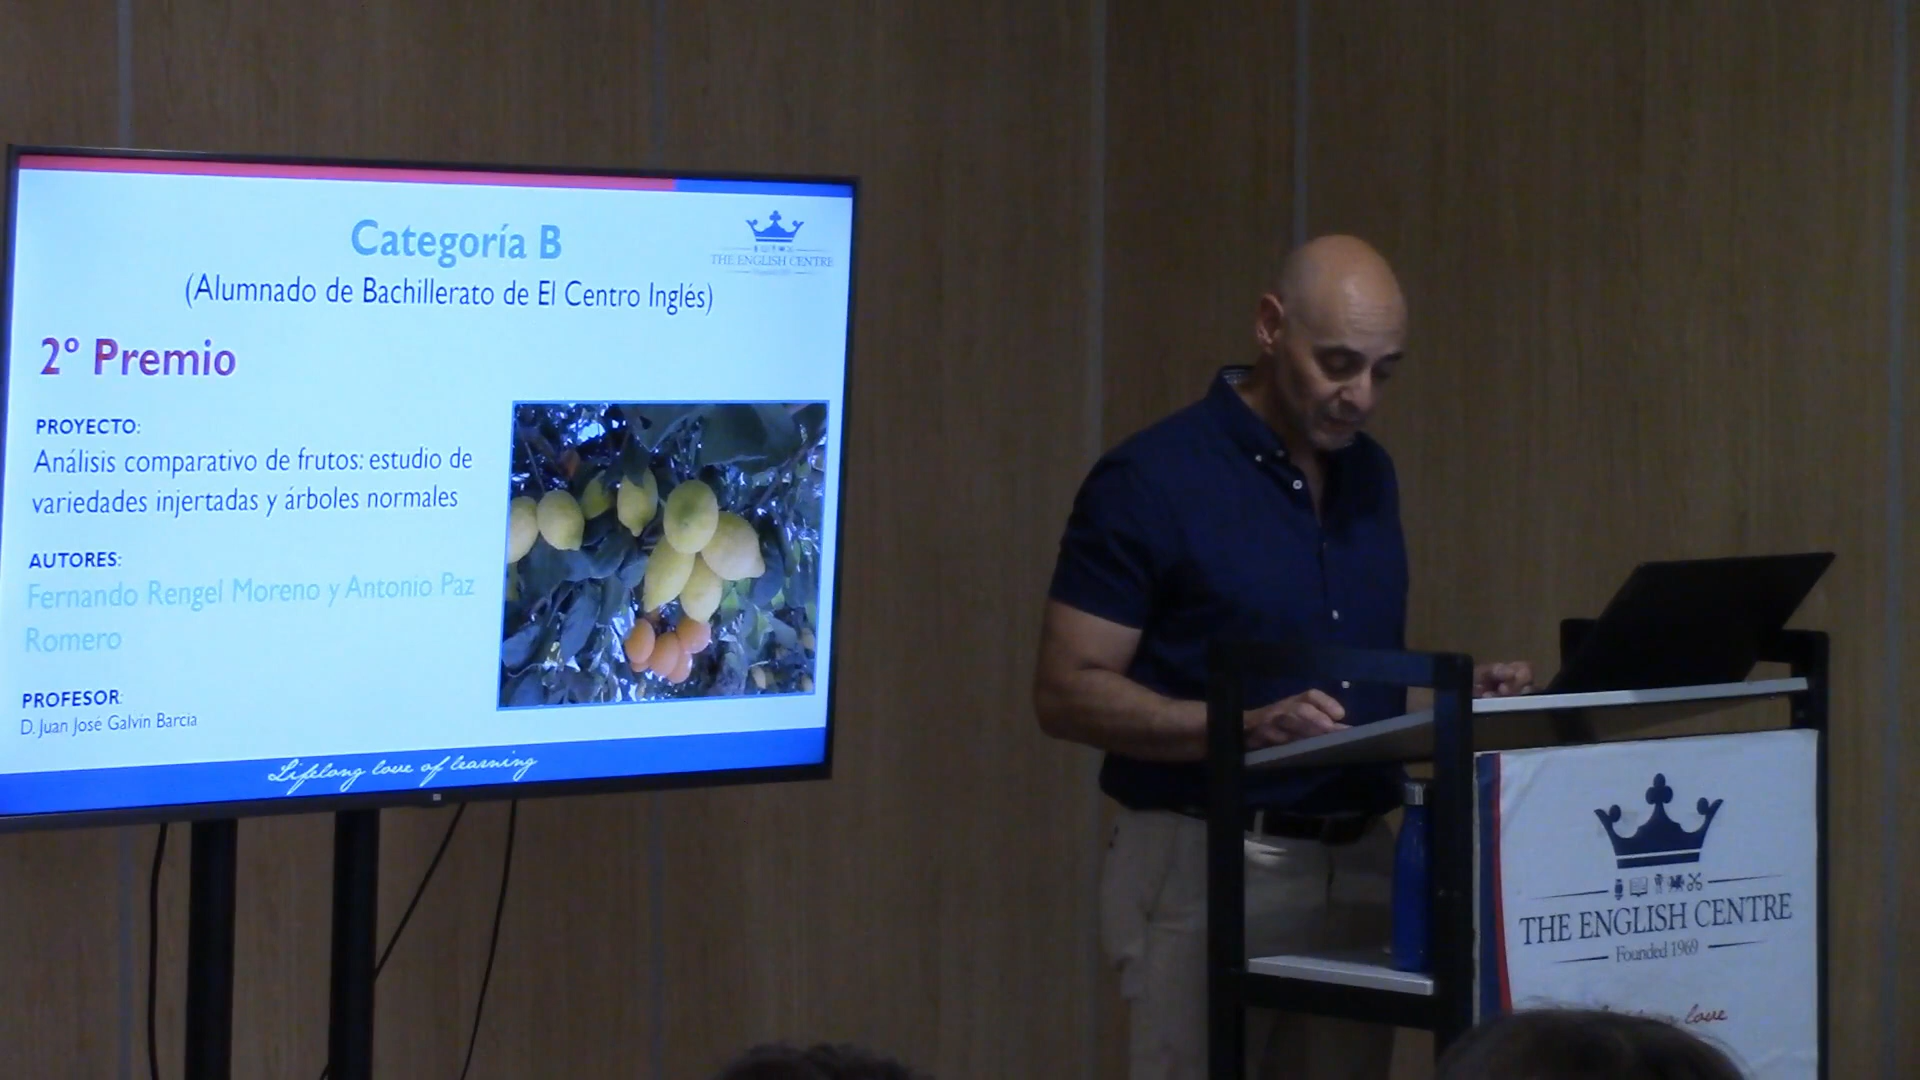 Categoría B
THE ENGLISH CENTRE
(Alumnado de Bachillerato de El Centro Inglés)
2º Premio
PROYECTO:
Análisis comparativo de frutos: estudio de
variedades injertadas y árboles normales
AUTORES:
Fernando Rengel Moreno y Antonio Paz
Romero
PROFESOR:
D. Juan José Galvín Barcia
Lifelong love of learning
THE ENGLISH CENTRE
Founded 1969
love